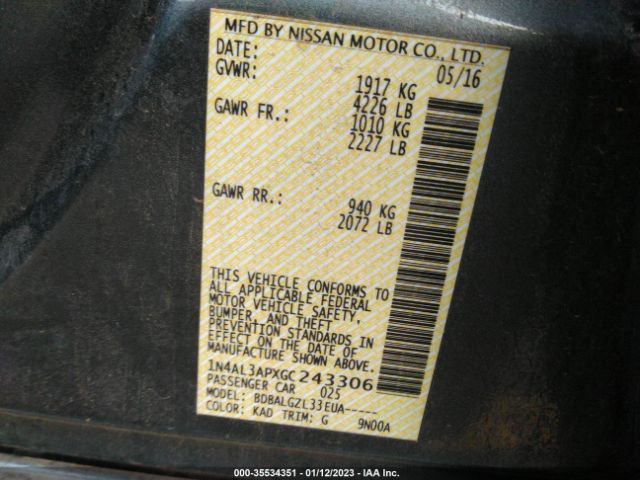 MFD BY NISSAN MOTOR CO., LTD.
DATE: 05/16
GVWR: 1917 KG
4226 LB
GAWR FR.: 1010 KG
2227 LB
GAWR RR.: 940 KG
2072 LB
THIS VEHICLE CONFORMS TO
ALL APPLICABLE FEDERAL
MOTOR VEHICLE SAFETY,
BUMPER, AND THEFT
PREVENTION STANDARDS IN
EFFECT ON THE DATE OF
MANUFACTURE SHOWN ABOVE.
1N4AL3APXGC243306
PASSENGER CAR 025
MODEL: BDBALGZL33EUA-----
COLOR: KAD TRIM: G 9N00A
000-35534351 - 01/12/2023 - IAA Inc.